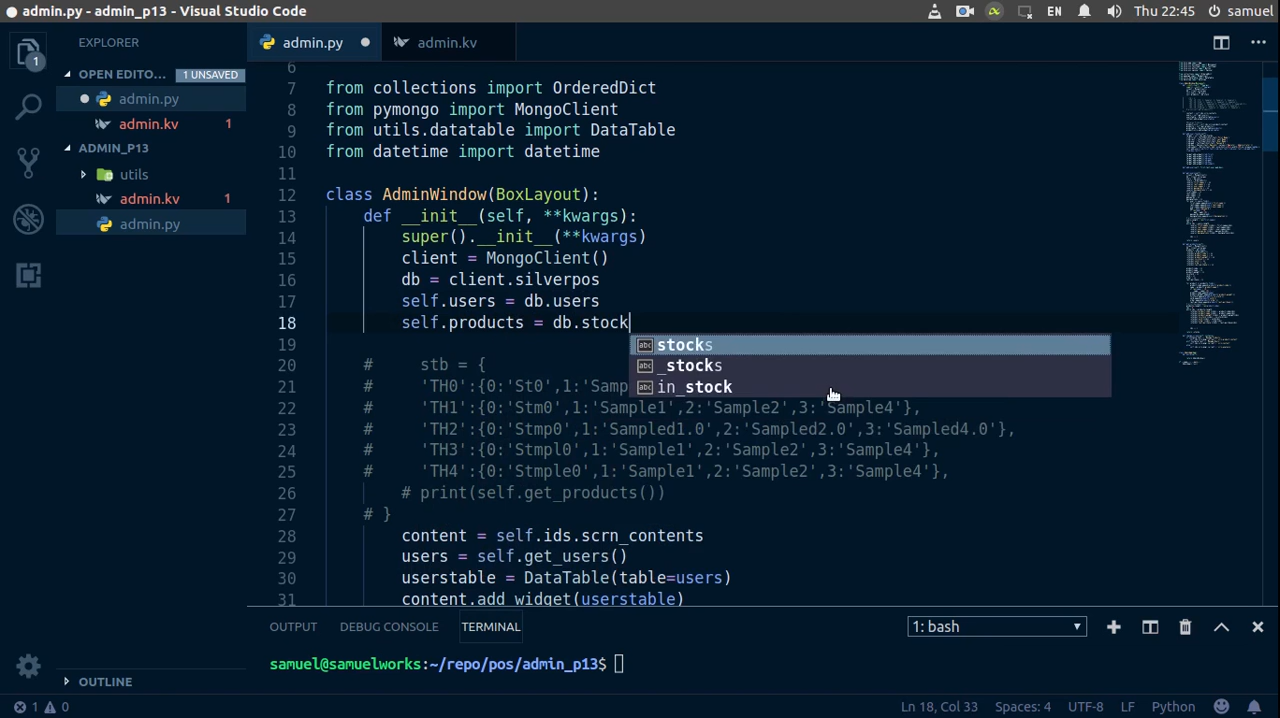 admin.py - admin_p13 - Visual Studio Code
EN
Thu 22:45
samuel
EXPLORER
OPEN EDITO...
1 UNSAVED
admin.py
admin.kv
1
ADMIN_P13
utils
admin.kv
1
admin.py
OUTLINE
1
admin.py
admin.kv
6
7 from collections import OrderedDict
8 from pymongo import MongoClient
9 from utils.datatable import DataTable
10 from datetime import datetime
11
12 class AdminWindow(BoxLayout):
13 def __init__(self, **kwargs):
14 super().__init__(**kwargs)
15 client = MongoClient()
16 db = client.silverpos
17 self.users = db.users
18 self.products = db.stock
stocks
_stocks
in_stock
19
20 # stb = {
21 # 'TH0':{0:'St0',1:'Samp
22 # 'TH1':{0:'Stm0',1:'Sample1',2:'Sample2',3:'Sample4'},
23 # 'TH2':{0:'Stmp0',1:'Sampled1.0',2:'Sampled2.0',3:'Sampled4.0'},
24 # 'TH3':{0:'Stmpl0',1:'Sample1',2:'Sample2',3:'Sample4'},
25 # 'TH4':{0:'Stmple0',1:'Sample1',2:'Sample2',3:'Sample4'},
26 # print(self.get_products())
27 # }
28 content = self.ids.scrn_contents
29 users = self.get_users()
30 userstable = DataTable(table=users)
31 content.add_widget(userstable)
OUTPUT DEBUG CONSOLE TERMINAL
1: bash
samuel@samuelworks:~/repo/pos/admin_p13$
1 0
Ln 18, Col 33 Spaces: 4 UTF-8 LF Python